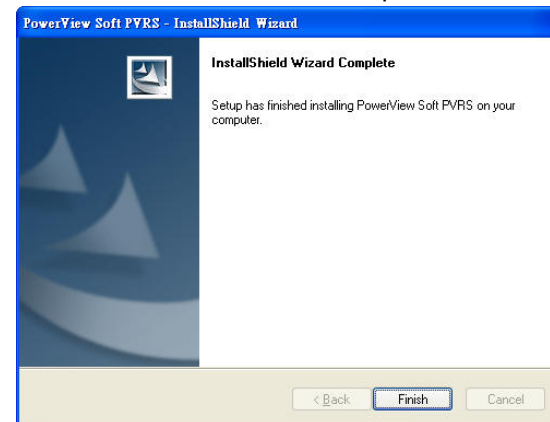 PowerView Soft PVRS - InstallShield Wizard
InstallShield Wizard Complete
Setup has finished installing PowerView Soft PVRS on your
computer.
< Back
Finish
Cancel